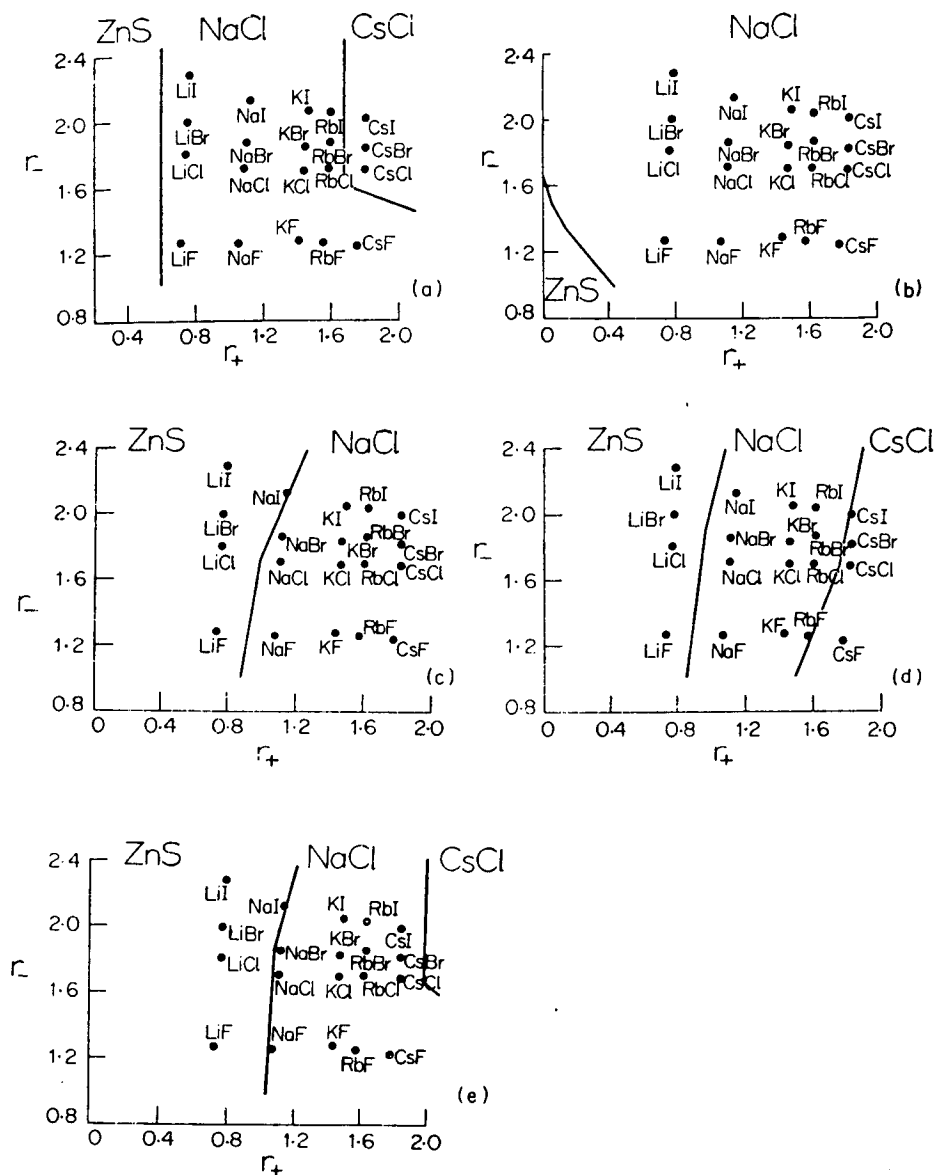 ZnS NaCl CsCl
2·4
2·0
1·6
1·2
0·8
r-
LiI
LiBr
LiCl
LiF
NaI
NaBr
NaCl
NaF
KI
KBr
KCl
KF
RbI
RbBr
RbCl
RbF
CsI
CsBr
CsCl
CsF
(a)
0·4 0·8 1·2 1·6 2·0
r+
NaCl
2·4
2·0
1·6
1·2
0·8
LiI
LiBr
LiCl
LiF
NaI
NaBr
NaCl
NaF
KI
KBr
KCl
KF
RbI
RbBr
RbCl
RbF
CsI
CsBr
CsCl
CsF
ZnS
(b)
0 0·4 0·8 1·2 1·6 2·0
r+
ZnS NaCl
2·4
2·0
1·6
1·2
0·8
r-
LiI
LiBr
LiCl
LiF
NaI
NaBr
NaCl
NaF
KI
KBr
KCl
KF
RbI
RbBr
RbCl
RbF
CsI
CsBr
CsCl
CsF
(c)
0 0·4 0·8 1·2 1·6 2·0
r+
ZnS NaCl CsCl
2·4
2·0
1·6
1·2
0·8
r-
LiI
LiBr
LiCl
LiF
NaI
NaBr
NaCl
NaF
KI
KBr
KCl
KF
RbI
RbBr
RbCl
RbF
CsI
CsBr
CsCl
CsF
(d)
0 0·4 0·8 1·2 1·6 2·0
r+
ZnS NaCl CsCl
2·4
2·0
1·6
1·2
0·8
r-
LiI
LiBr
LiCl
LiF
NaI
NaBr
NaCl
NaF
KI
KBr
KCl
KF
RbI
RbBr
RbCl
RbF
CsI
CsBr
CsCl
CsF
(e)
0 0·4 0·8 1·2 1·6 2·0
r+